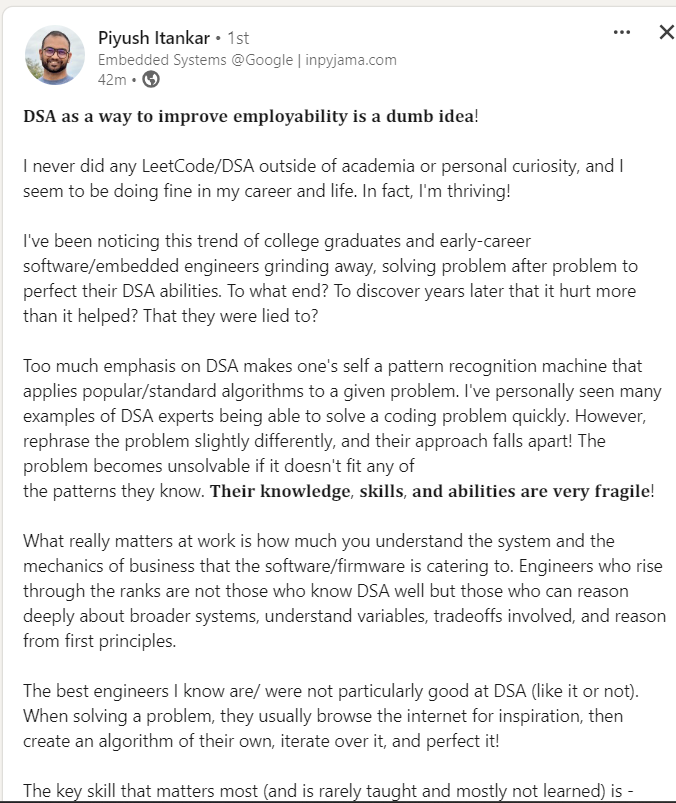 Piyush Itankar • 1st
Embedded Systems @Google | inpyjama.com
42m •
DSA as a way to improve employability is a dumb idea!
I never did any LeetCode/DSA outside of academia or personal curiosity, and I
seem to be doing fine in my career and life. In fact, I'm thriving!
I've been noticing this trend of college graduates and early-career
software/embedded engineers grinding away, solving problem after problem to
perfect their DSA abilities. To what end? To discover years later that it hurt more
than it helped? That they were lied to?
Too much emphasis on DSA makes one's self a pattern recognition machine that
applies popular/standard algorithms to a given problem. I've personally seen many
examples of DSA experts being able to solve a coding problem quickly. However,
rephrase the problem slightly differently, and their approach falls apart! The
problem becomes unsolvable if it doesn't fit any of
the patterns they know. Their knowledge, skills, and abilities are very fragile!
What really matters at work is how much you understand the system and the
mechanics of business that the software/firmware is catering to. Engineers who rise
through the ranks are not those who know DSA well but those who can reason
deeply about broader systems, understand variables, tradeoffs involved, and reason
from first principles.
The best engineers I know are/ were not particularly good at DSA (like it or not).
When solving a problem, they usually browse the internet for inspiration, then
create an algorithm of their own, iterate over it, and perfect it!
The key skill that matters most (and is rarely taught and mostly not learned) is -